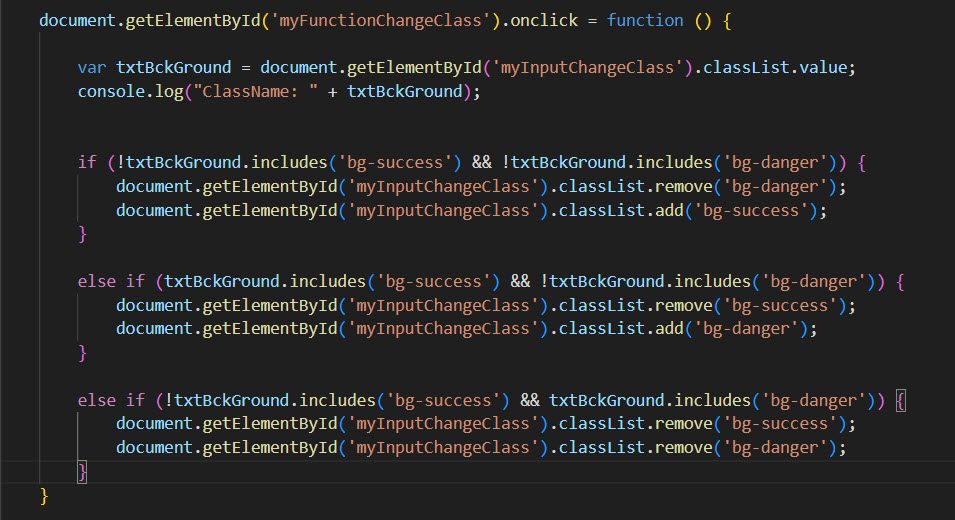 document.getElementById('myFunctionChangeClass').onclick = function () {
var txtBckGround = document.getElementById('myInputChangeClass').classList.value;
console.log("ClassName: " + txtBckGround);
if (!txtBckGround.includes('bg-success') && !txtBckGround.includes('bg-danger')) {
document.getElementById('myInputChangeClass').classList.remove('bg-danger');
document.getElementById('myInputChangeClass').classList.add('bg-success');
}
else if (txtBckGround.includes('bg-success') && !txtBckGround.includes('bg-danger')) {
document.getElementById('myInputChangeClass').classList.remove('bg-success');
document.getElementById('myInputChangeClass').classList.add('bg-danger');
}
else if (!txtBckGround.includes('bg-success') && txtBckGround.includes('bg-danger')) {
document.getElementById('myInputChangeClass').classList.remove('bg-success');
document.getElementById('myInputChangeClass').classList.remove('bg-danger');
}
}